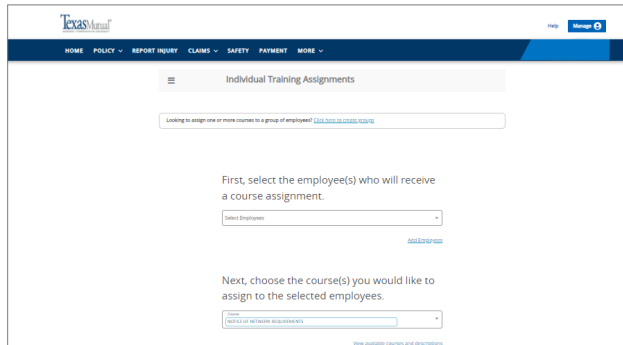 TexasMutual
Help
Manage
HOME POLICY REPORT INJURY CLAIMS SAFETY PAYMENT MORE
Individual Training Assignments
Looking to assign one or more courses to a group of employees? Click here to create groups
First, select the employee(s) who will receive
a course assignment.
Select Employees
Add Employees
Next, choose the course(s) you would like to
assign to the selected employees.
Courses
NOTICE OF NETWORK REQUIREMENTS
View available courses and descriptions